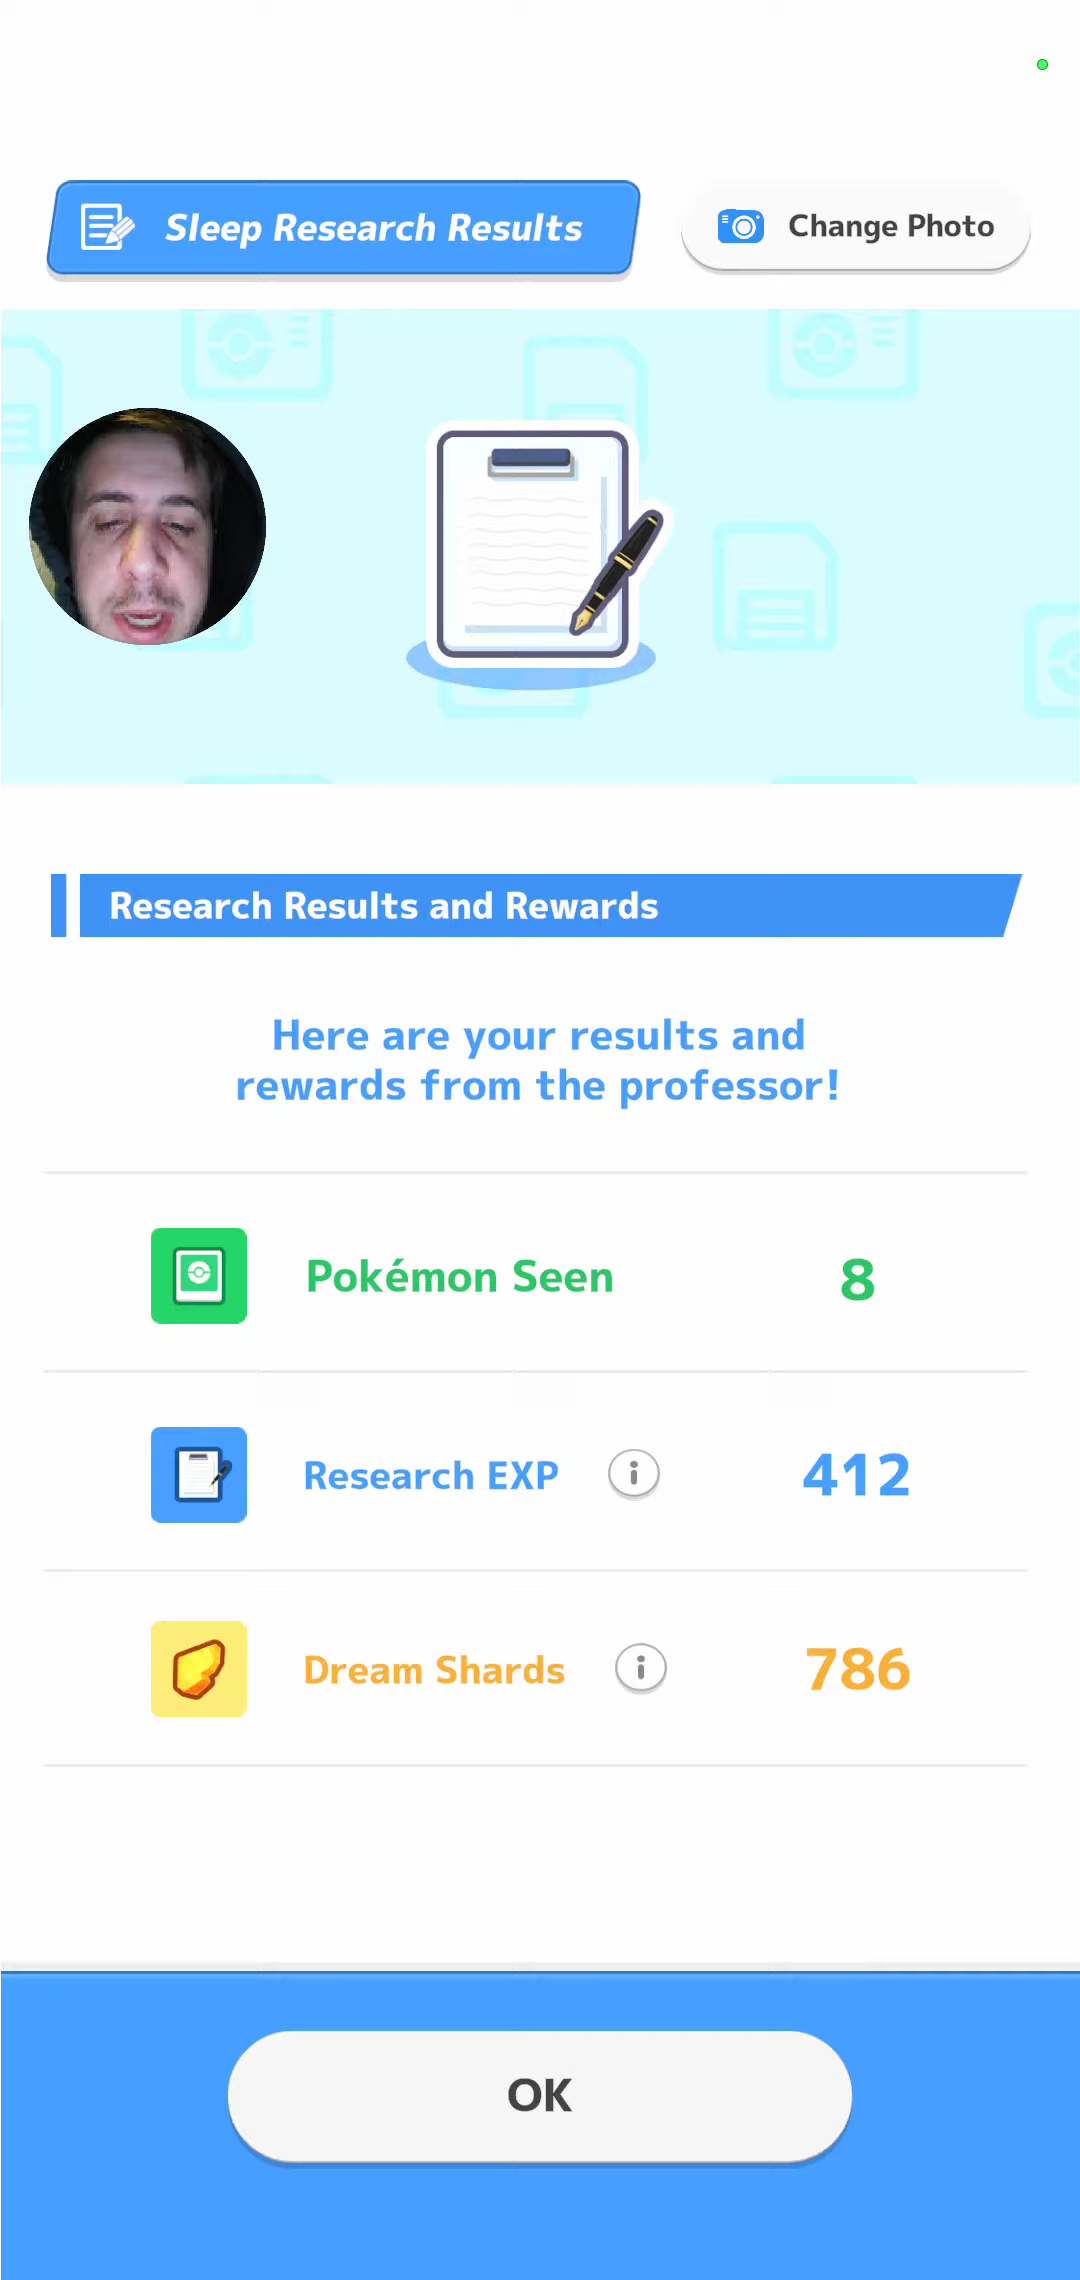 Sleep Research Results
Change Photo
Research Results and Rewards
Here are your results and
rewards from the professor!
Pokémon Seen 8
Research EXP i 412
Dream Shards i 786
OK